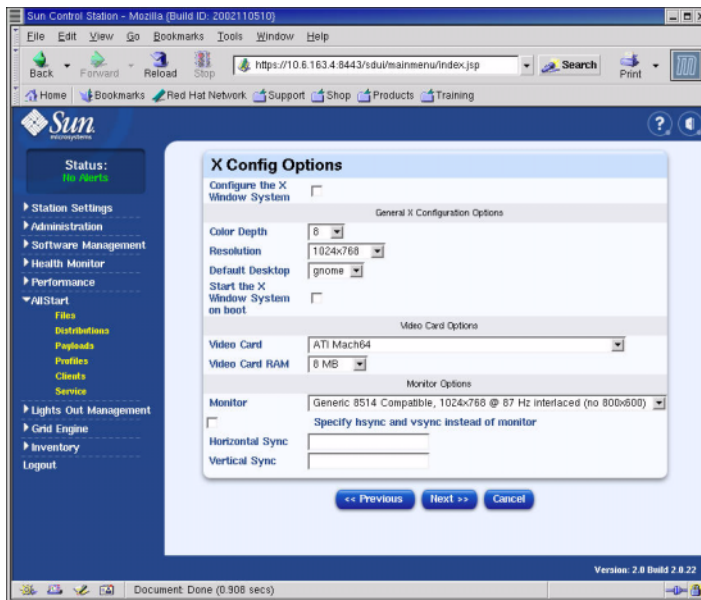 Sun Control Station - Mozilla {Build ID: 2002110510}
File Edit View Go Bookmarks Tools Window Help
Back Forward Reload Stop https://10.6.163.4:8443/sdui/mainmenu/index.jsp Search Print
Home Bookmarks Red Hat Network Support Shop Products Training
Sun
microsystems
?
Status:
No Alerts
Station Settings
Administration
Software Management
Health Monitor
Performance
AllStart
Files
Distributions
Payloads
Profiles
Clients
Service
Lights Out Management
Grid Engine
Inventory
Logout
X Config Options
Configure the X
Window System
General X Configuration Options
Color Depth 8
Resolution 1024x768
Default Desktop gnome
Start the X
Window System
on boot
Video Card Options
Video Card ATI Mach64
Video Card RAM 8 MB
Monitor Options
Monitor Generic 8514 Compatible, 1024x768 @ 87 Hz interlaced (no 800x600)
Specify hsync and vsync instead of monitor
Horizontal Sync
Vertical Sync
<< Previous Next >> Cancel
Version: 2.0 Build 2.0.22
Document: Done (0.908 secs)